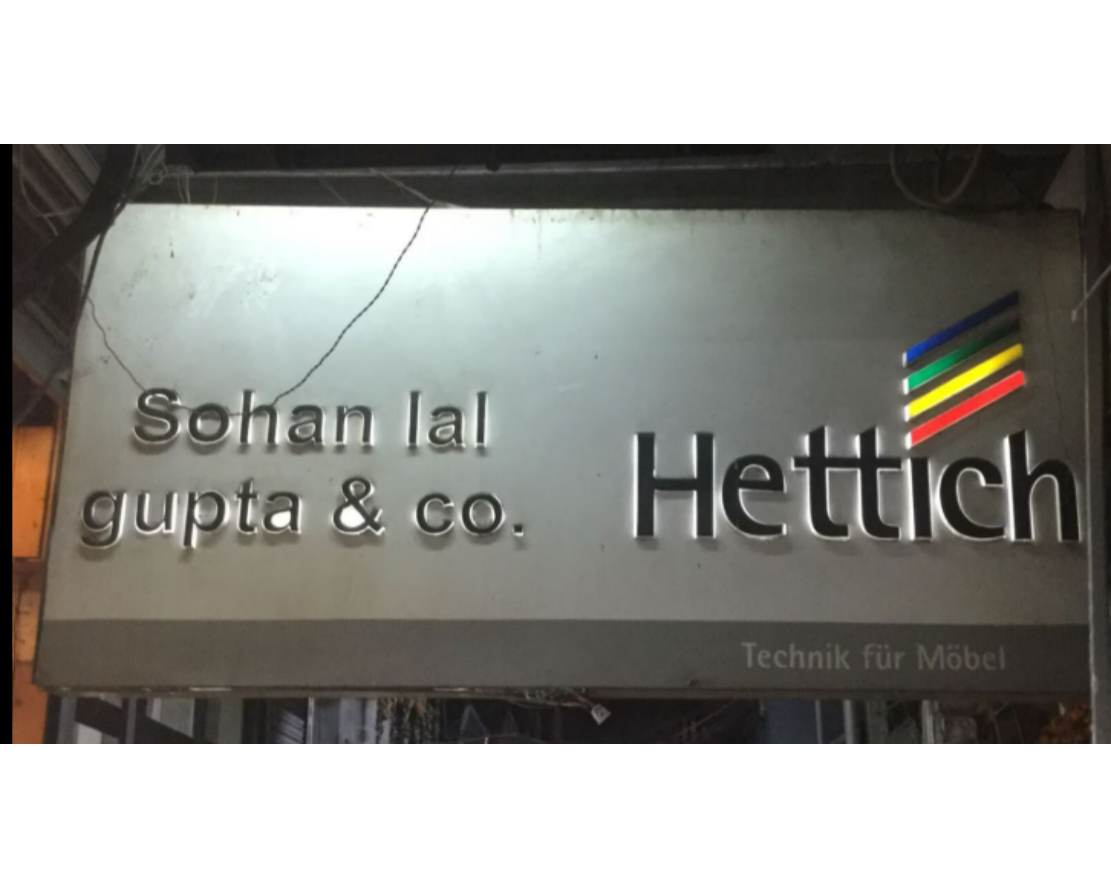 Sohan lal
gupta & co.
Hettich
Technik für Möbel